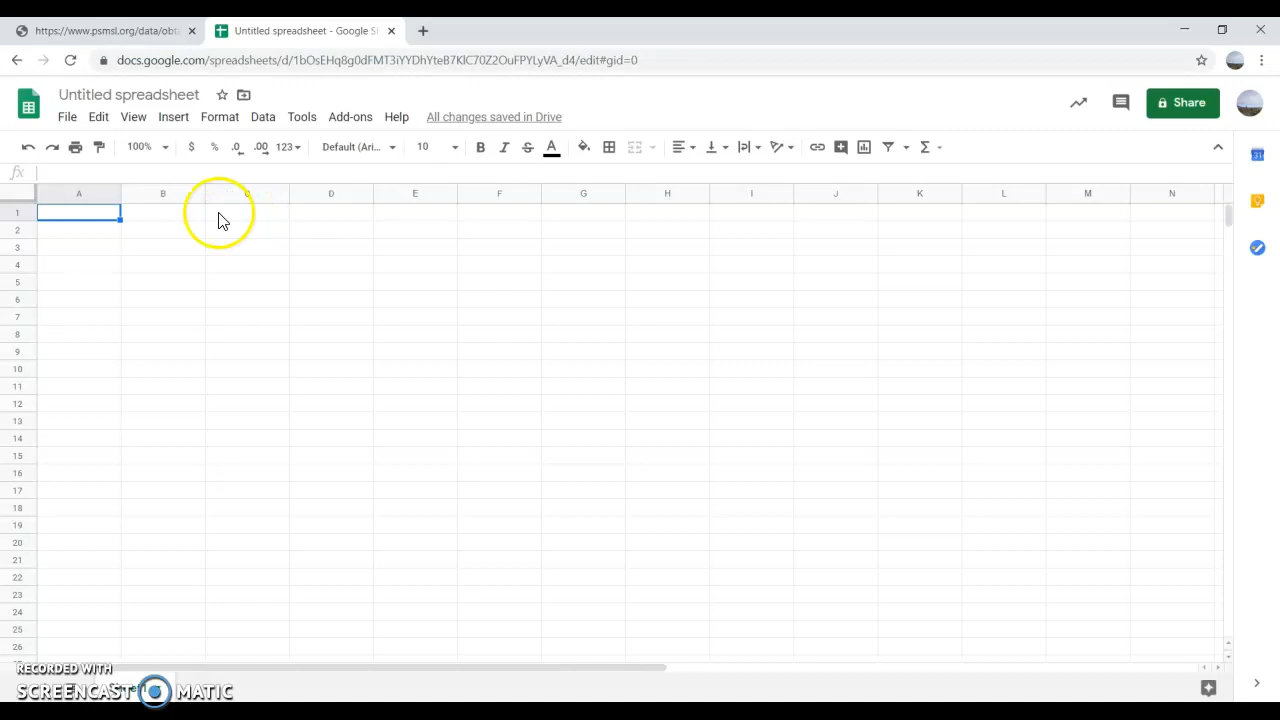 https://www.psmsl.org/data/obt
Untitled spreadsheet - Google S
docs.google.com/spreadsheets/d/1bOsEHq8g0dFMT3iYYDhYteB7KlC70Z2OuFPYLyVA_d4/edit#gid=0
Untitled spreadsheet
File Edit View Insert Format Data Tools Add-ons Help All changes saved in Drive
Share
100% $ % .0 .00 123 Default (Ari... 10 B I S A
fx
A B C D E F G H I J K L M N
1
2
3
4
5
6
7
8
9
10
11
12
13
14
15
16
17
18
19
20
21
22
23
24
25
26
RECORDED WITH
SCREENCAST MATIC